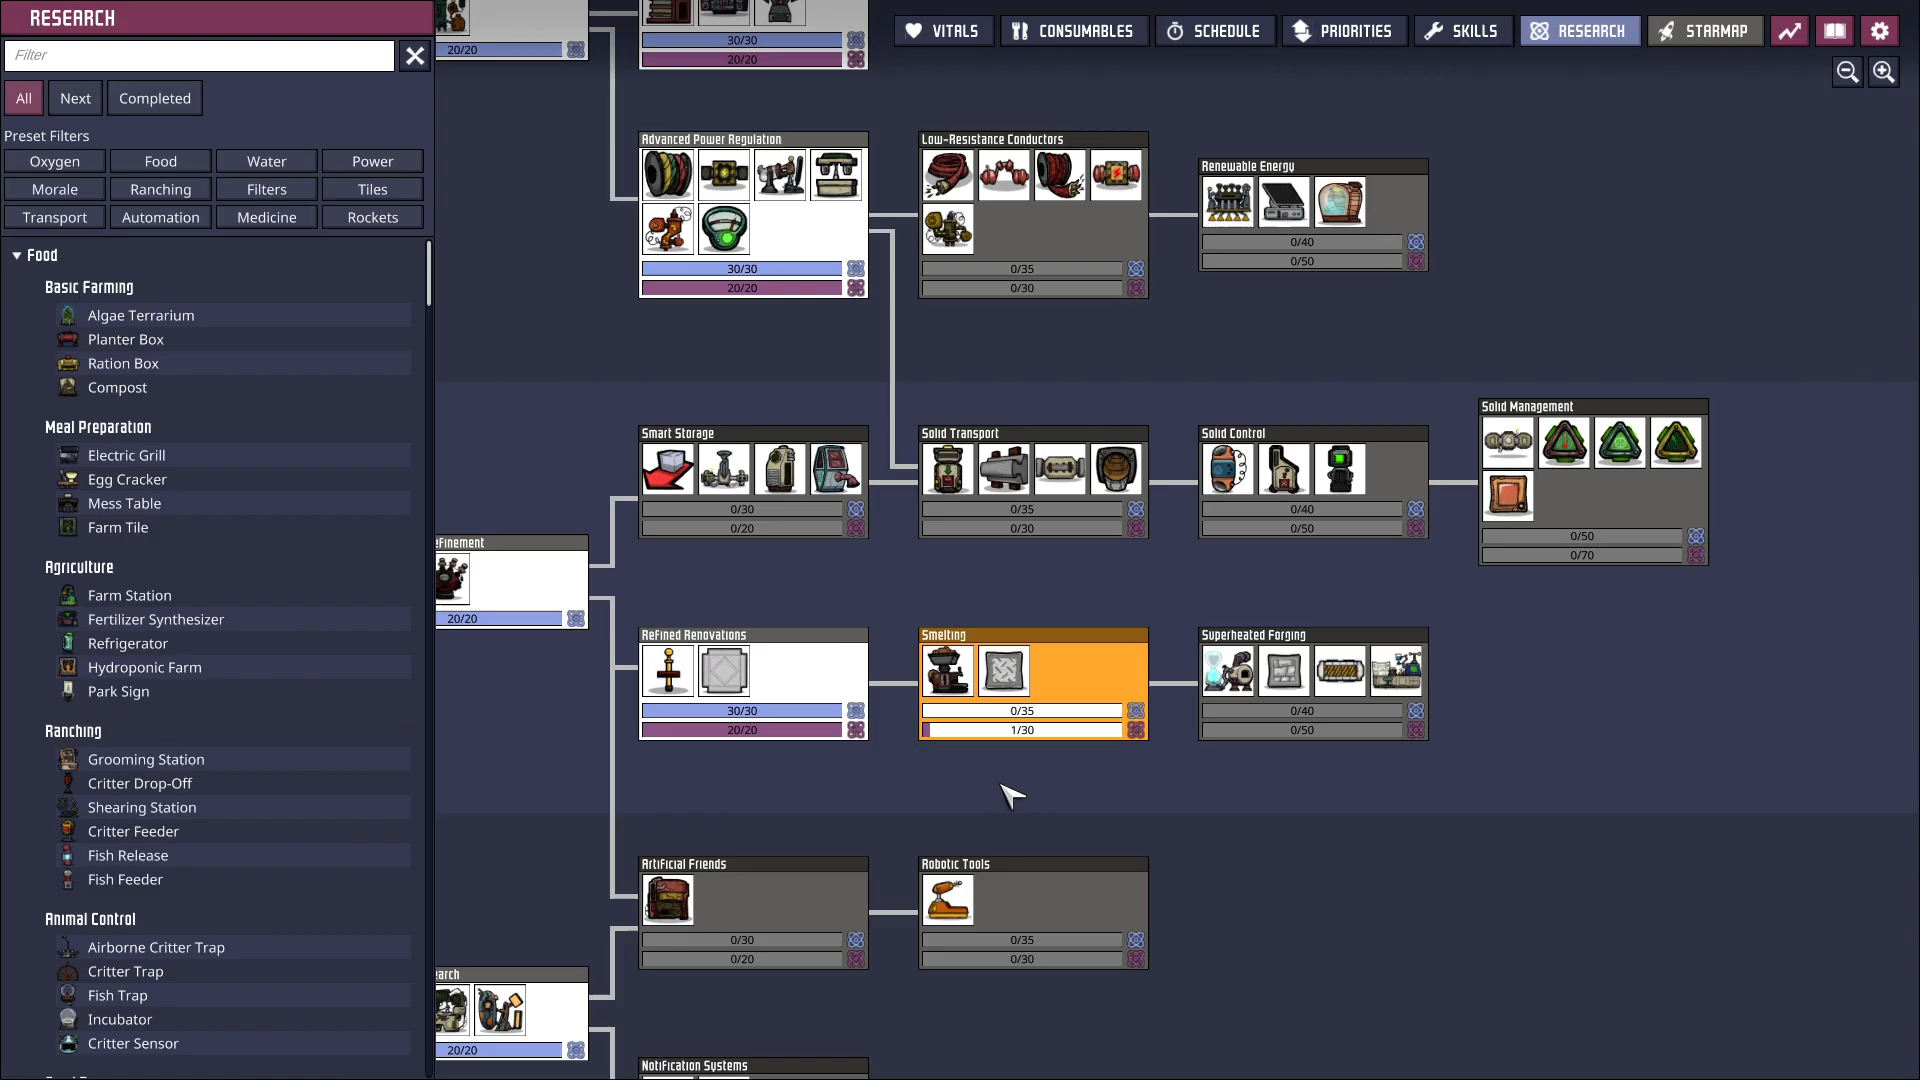 RESEARCH
Filter
All
Next
Completed
Preset Filters
Oxygen
Food
Water
Power
Morale
Ranching
Filters
Tiles
Transport
Automation
Medicine
Rockets
Food
Basic Farming
Algae Terrarium
Planter Box
Ration Box
Compost
Meal Preparation
Electric Grill
Egg Cracker
Mess Table
Farm Tile
Agriculture
Farm Station
Fertilizer Synthesizer
Refrigerator
Hydroponic Farm
Park Sign
Ranching
Grooming Station
Critter Drop-Off
Shearing Station
Critter Feeder
Fish Release
Fish Feeder
Animal Control
Airborne Critter Trap
Critter Trap
Fish Trap
Incubator
Critter Sensor
VITALS
CONSUMABLES
SCHEDULE
PRIORITIES
SKILLS
RESEARCH
STARMAP
20/20
30/30
20/20
Advanced Power Regulation
30/30
20/20
Low-Resistance Conductors
0/35
0/30
Renewable Energy
0/40
0/50
Smart Storage
0/30
0/20
Solid Transport
0/35
0/30
Solid Control
0/40
0/50
Solid Management
0/50
0/70
efinement
20/20
Refined Renovations
30/30
20/20
Smelting
0/35
1/30
Superheated Forging
0/40
0/50
Artificial Friends
0/30
0/20
Robotic Tools
0/35
0/30
earch
20/20
Notification Systems